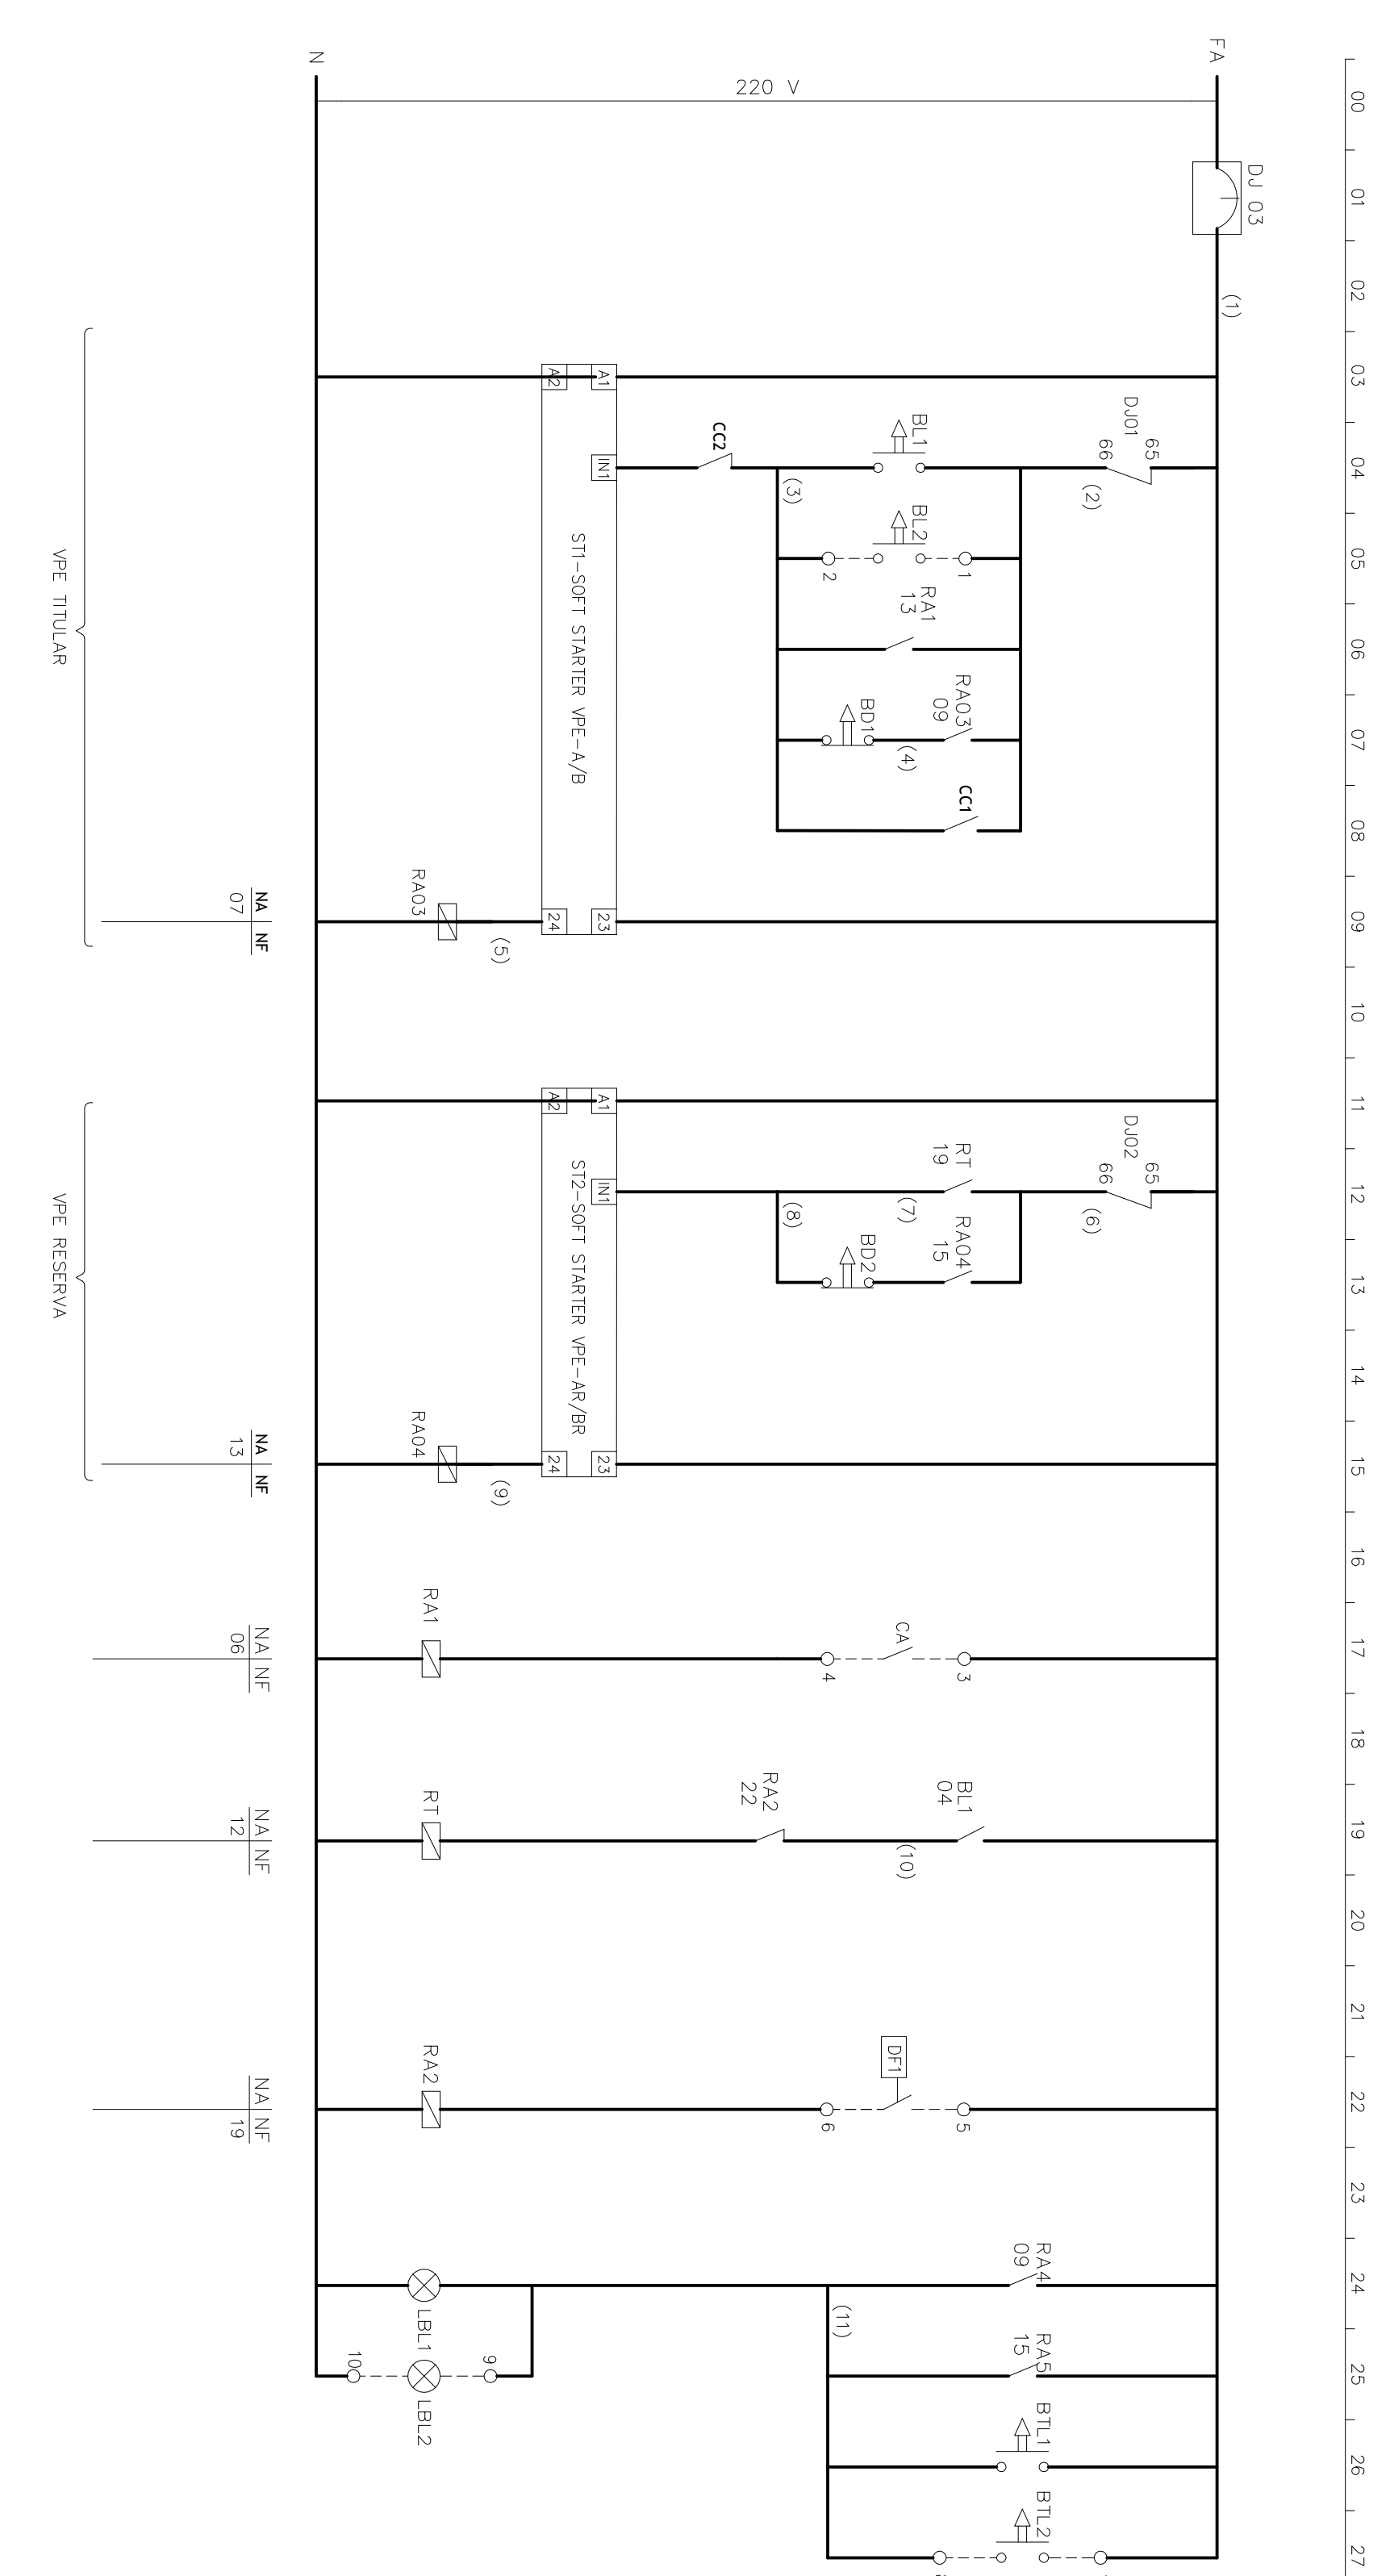 00
01
02
03
04
05
06
07
08
09
10
11
12
13
14
15
16
17
18
19
20
21
22
23
24
25
26
27
FA
DJ 03
(1)
220 V
N
DJ01
65
66
(2)
BL1
BL2
1
2
RA1
13
RA03
09
BD1
(4)
CC1
(3)
CC2
A1
A2
IN1
ST1-SOFT STARTER VPE-A/B
23
24
RA03
(5)
NA NF
07
VPE TITULAR
DJ02
65
66
(6)
RT
19
(7)
RA04
15
BD2
(8)
A1
A2
IN1
ST2-SOFT STARTER VPE-AR/BR
23
24
RA04
(9)
NA NF
13
VPE RESERVA
3
CA
4
RA1
NA NF
06
BL1
04
(10)
RA2
22
RT
NA NF
12
5
DF1
6
RA2
NA NF
19
RA4
09
RA5
15
BTL1
BTL2
(11)
LBL1
9
10
LBL2